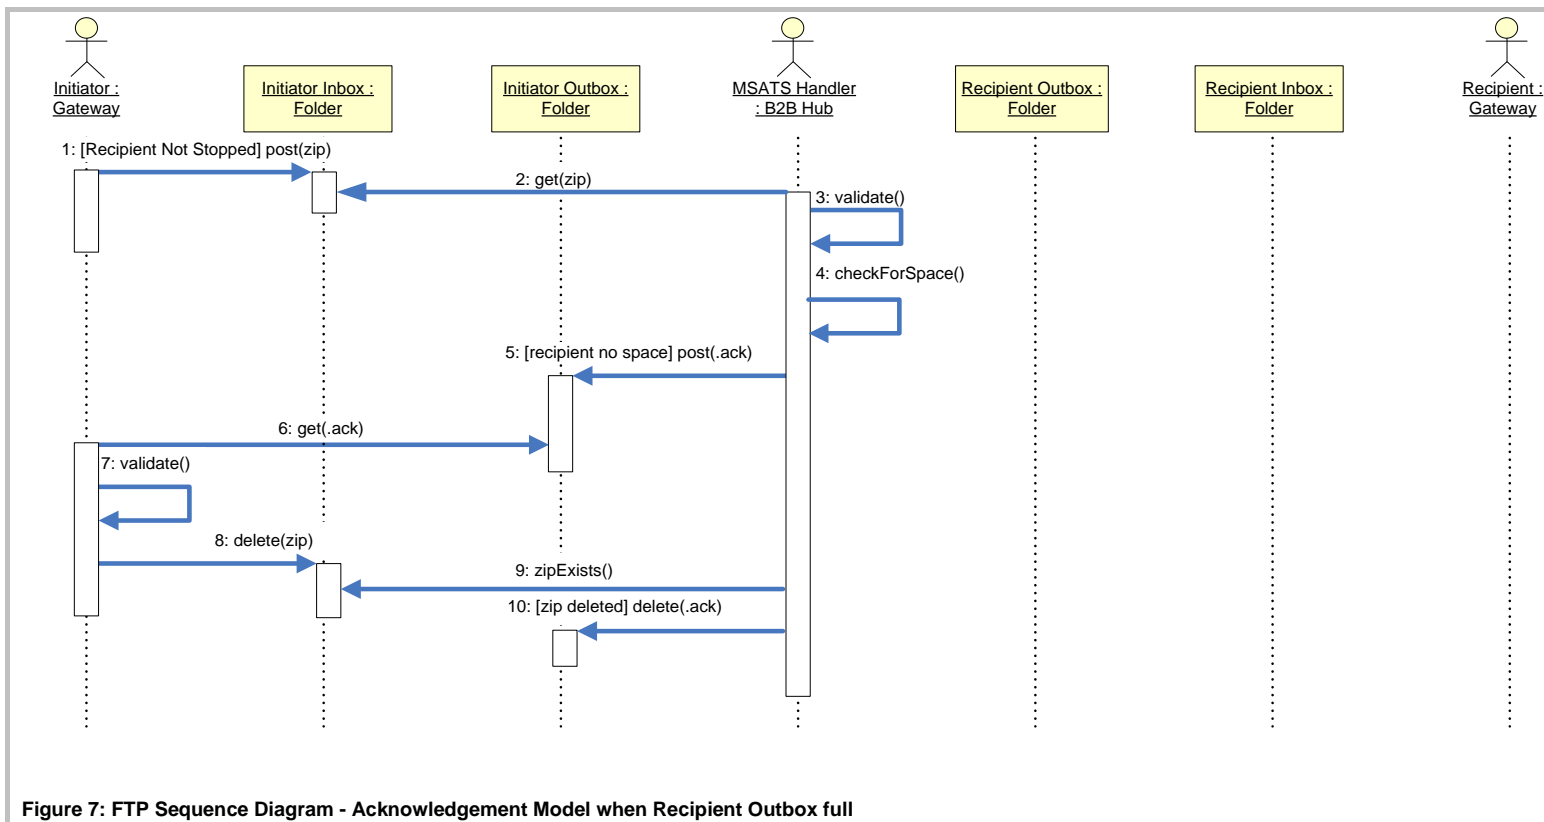 Initiator :
Gateway
Initiator Inbox :
Folder
Initiator Outbox :
Folder
MSATS Handler
: B2B Hub
Recipient Outbox :
Folder
Recipient Inbox :
Folder
Recipient :
Gateway
1: [Recipient Not Stopped] post(zip)
2: get(zip)
3: validate()
4: checkForSpace()
5: [recipient no space] post(.ack)
6: get(.ack)
7: validate()
8: delete(zip)
9: zipExists()
10: [zip deleted] delete(.ack)
Figure 7: FTP Sequence Diagram - Acknowledgement Model when Recipient Outbox full